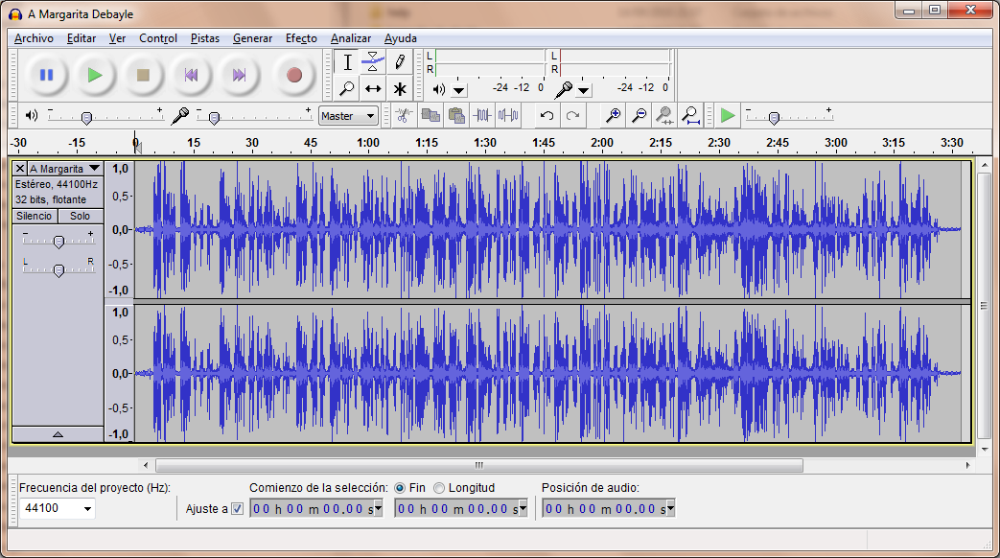 A Margarita Debayle
Archivo Editar Ver Control Pistas Generar Efecto Analizar Ayuda
L
R
-24 -12 0
L
R
-24 -12 0
- +
- +
Master
- +
-30 -15 0 15 30 45 1:00 1:15 1:30 1:45 2:00 2:15 2:30 2:45 3:00 3:15 3:30
A Margarita
Estéreo, 44100Hz
32 bits, flotante
Silencio Solo
- +
L R
1,0
0,5-
0,0-
-0,5-
-1,0
1,0
0,5-
0,0-
-0,5-
-1,0
Frecuencia del proyecto (Hz):
44100
Ajuste a
Comienzo de la selección: Fin Longitud
00 h 00 m 00.00 s
00 h 00 m 00.00 s
Posición de audio:
00 h 00 m 00.00 s